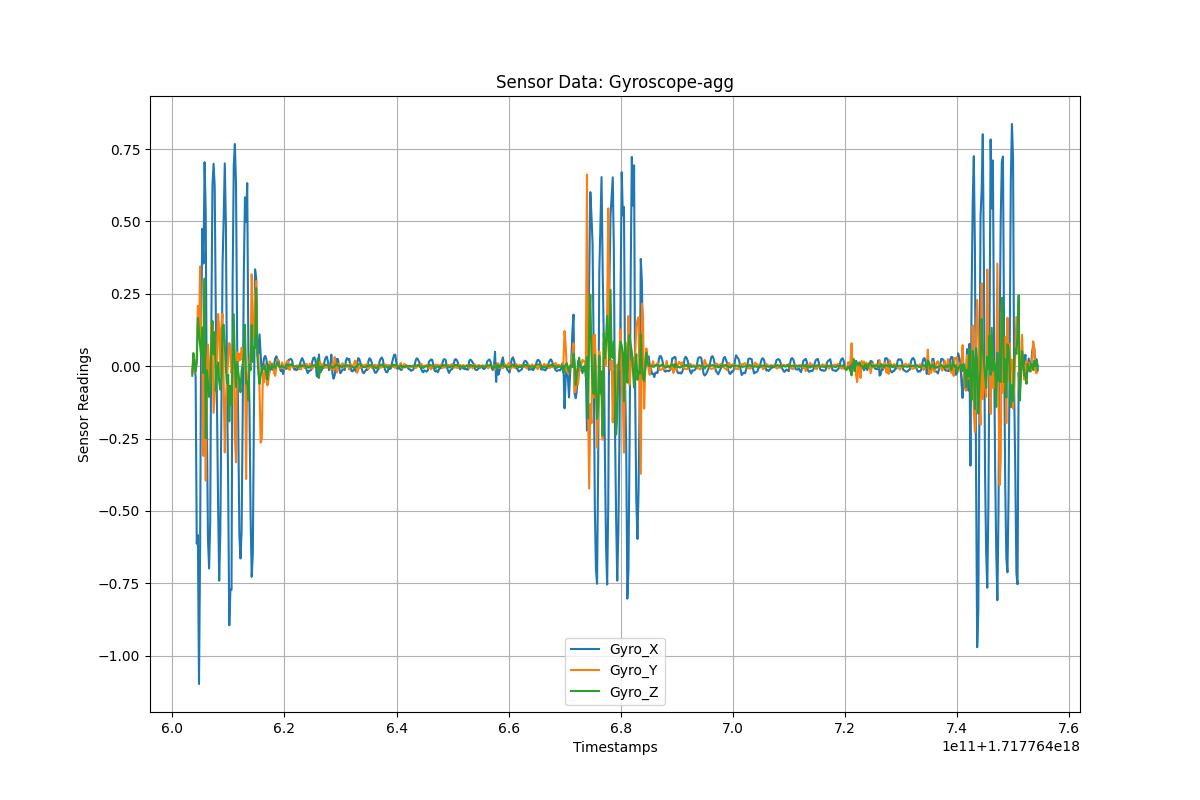 Sensor Data: Gyroscope-agg
Sensor Readings
0.75
0.50
0.25
0.00
−0.25
−0.50
−0.75
−1.00
Gyro_X
Gyro_Y
Gyro_Z
6.0 6.2 6.4 6.6 6.8 7.0 7.2 7.4 7.6
Timestamps
1e11+1.717764e18